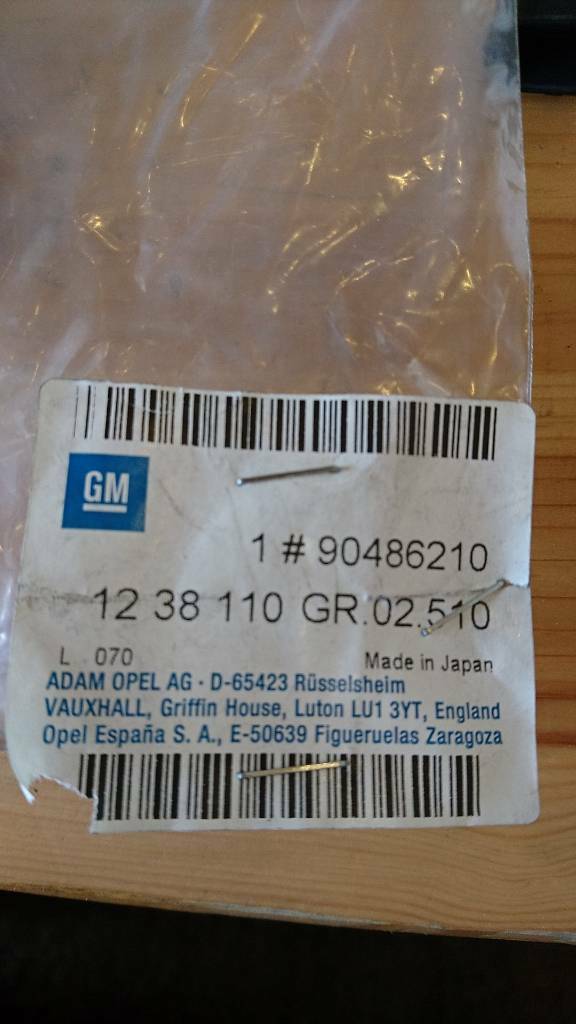 GM
1 # 90486210
12 38 110 GR.02.510
L 070
Made in Japan
ADAM OPEL AG · D-65423 Rüsselsheim
VAUXHALL, Griffin House, Luton LU1 3YT, England
Opel España S. A., E-50639 Figueruelas Zaragoza